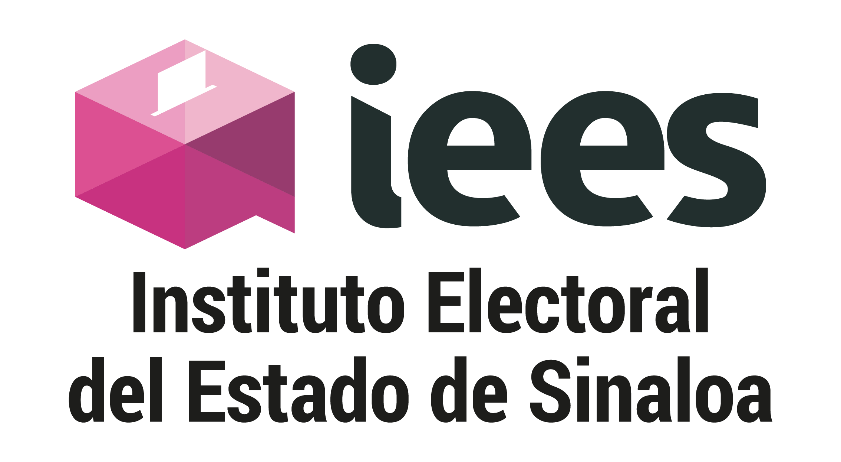 iees
Instituto Electoral
del Estado de Sinaloa